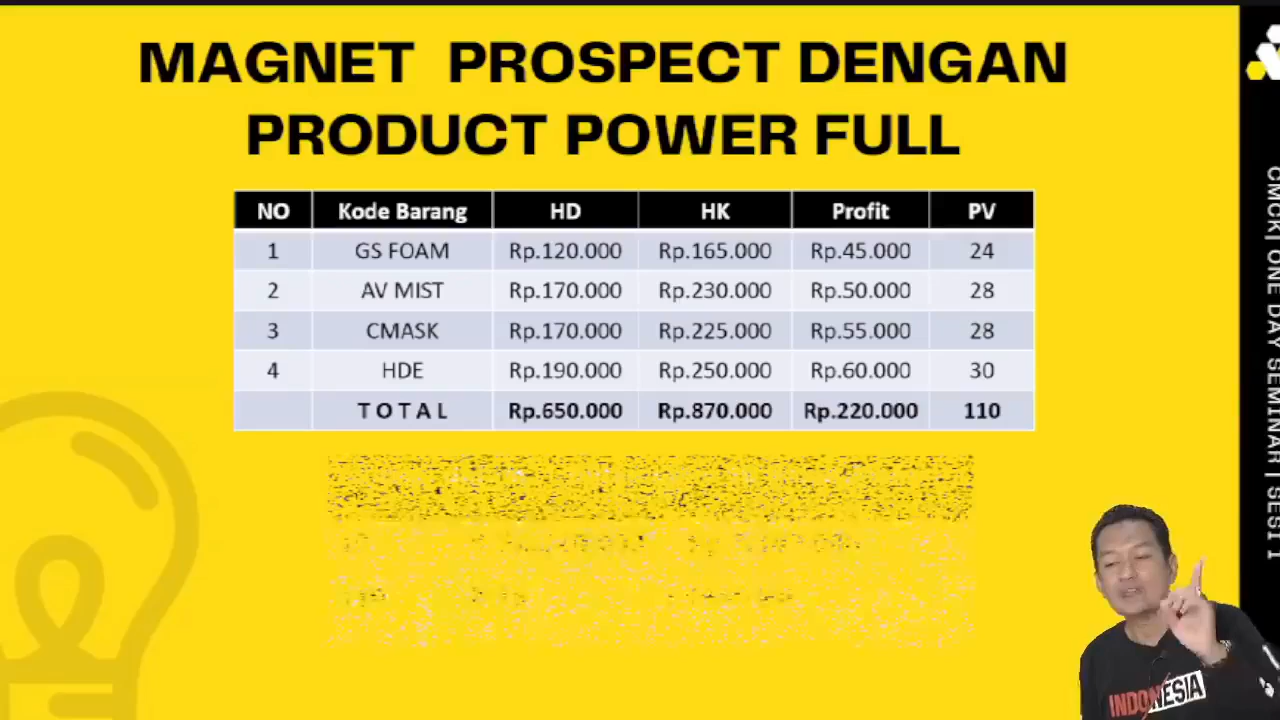 MAGNET PROSPECT DENGAN
PRODUCT POWER FULL
NO Kode Barang HD HK Profit PV
1 GS FOAM Rp.120.000 Rp.165.000 Rp.45.000 24
2 AV MIST Rp.170.000 Rp.230.000 Rp.50.000 28
3 CMASK Rp.170.000 Rp.225.000 Rp.55.000 28
4 HDE Rp.190.000 Rp.250.000 Rp.60.000 30
T O T A L Rp.650.000 Rp.870.000 Rp.220.000 110
CMCK| ONE DAY SEMINAR | SESI 1
INDONESIA